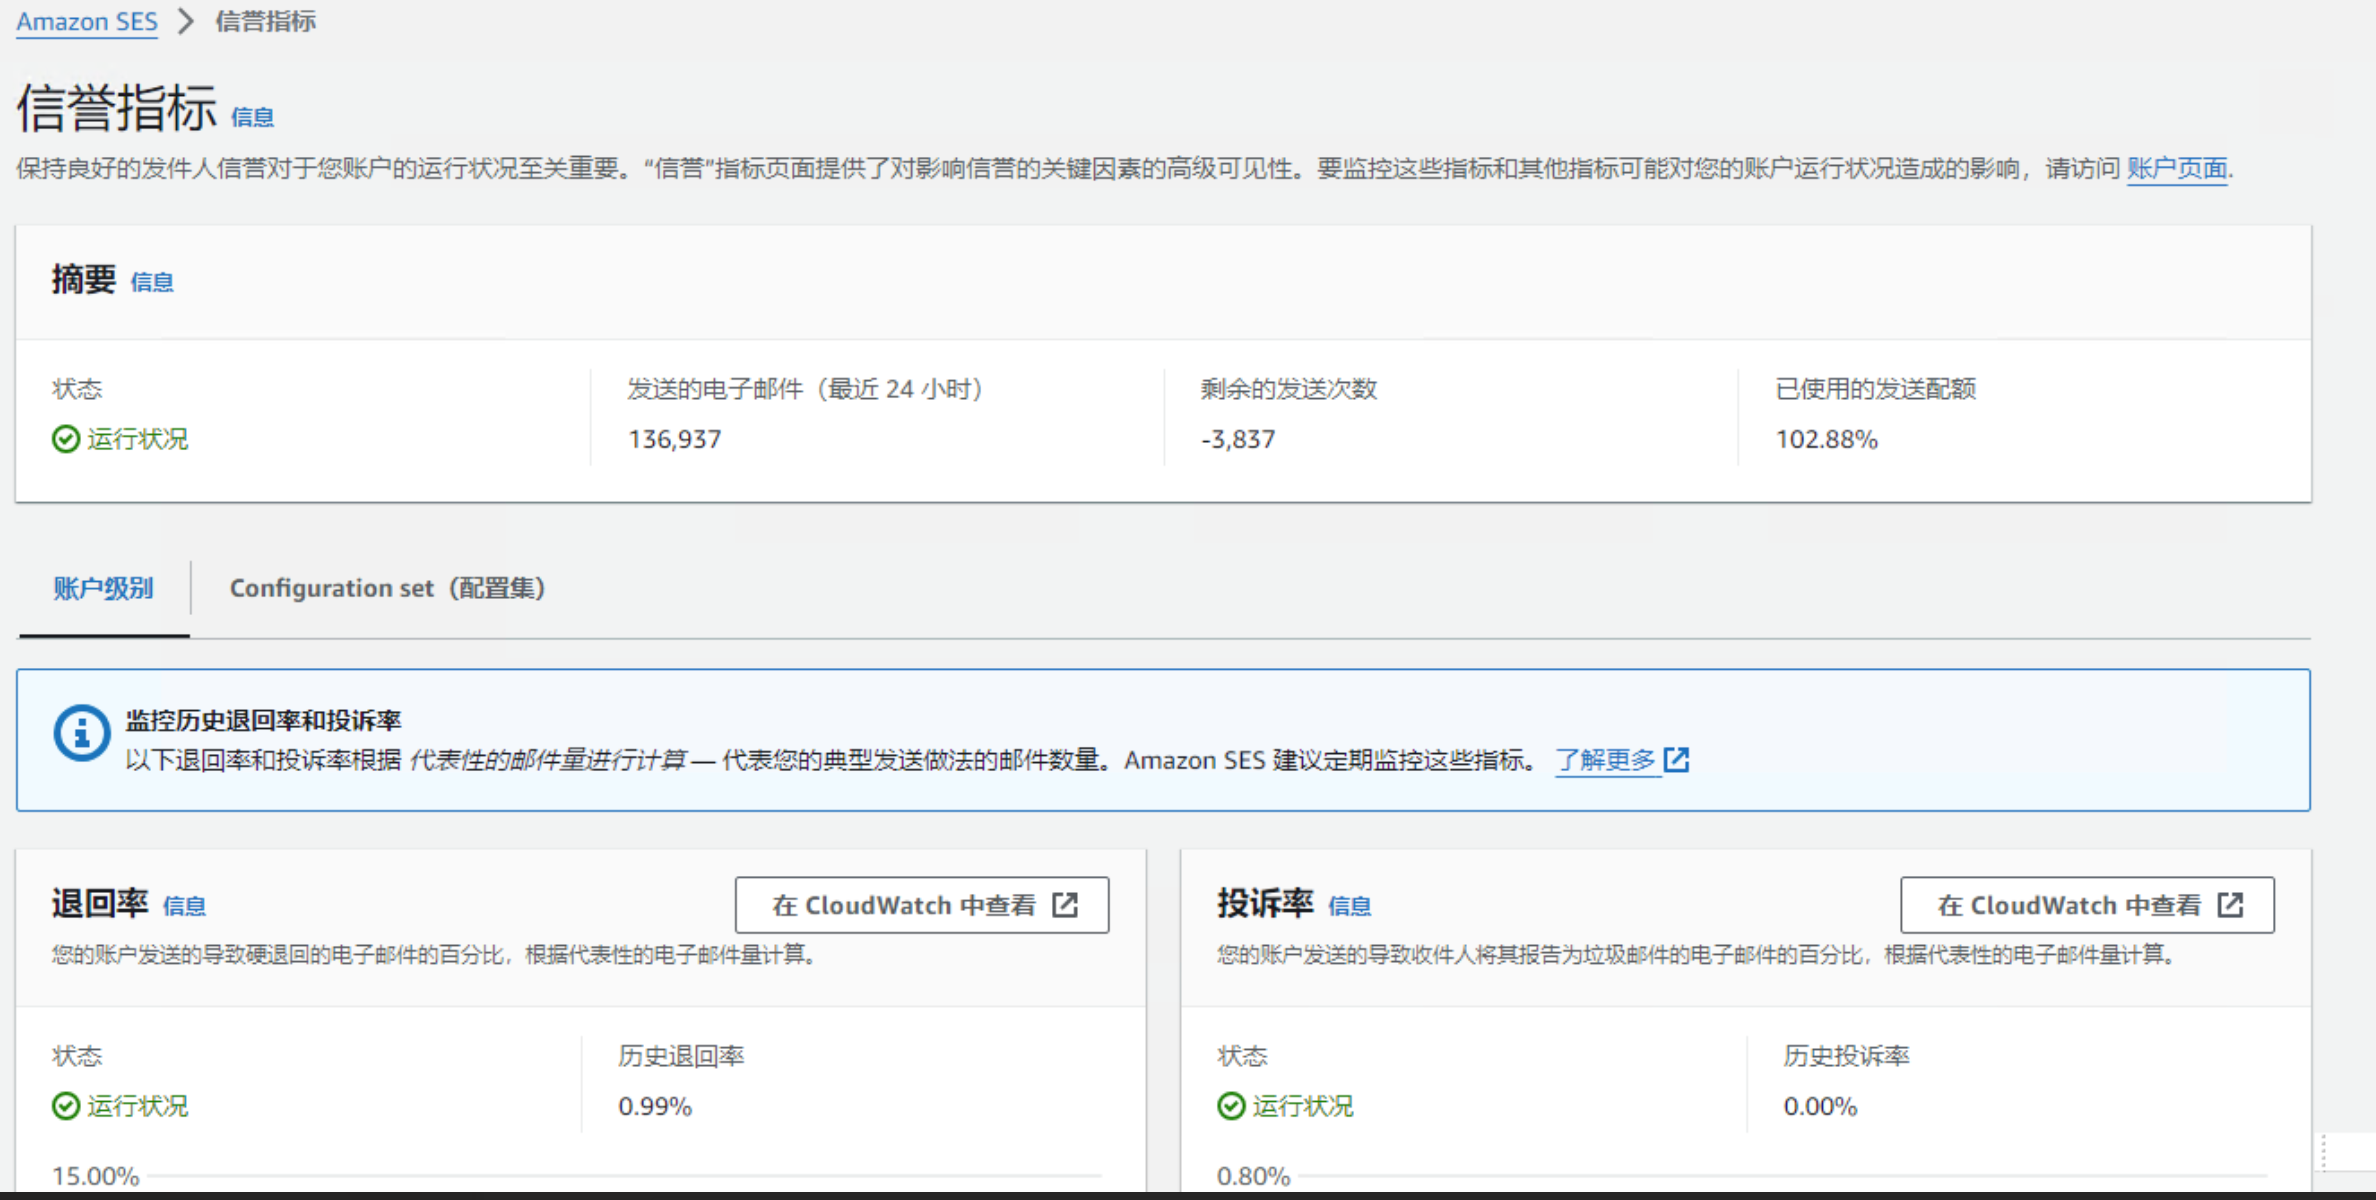 Amazon SES > 信誉指标
信誉指标 信息
保持良好的发件人信誉对于您账户的运行状况至关重要。“信誉”指标页面提供了对影响信誉的关键因素的高级可见性。要监控这些指标和其他指标可能对您的账户运行状况造成的影响，请访问 账户页面.
摘要 信息
状态
运行状况
发送的电子邮件（最近 24 小时）
136,937
剩余的发送次数
-3,837
已使用的发送配额
102.88%
账户级别
Configuration set（配置集）
监控历史退回率和投诉率
以下退回率和投诉率根据 代表性的邮件量进行计算 — 代表您的典型发送做法的邮件数量。Amazon SES 建议定期监控这些指标。 了解更多
退回率 信息
在 CloudWatch 中查看
您的账户发送的导致硬退回的电子邮件的百分比，根据代表性的电子邮件量计算。
状态
运行状况
历史退回率
0.99%
15.00%
投诉率 信息
在 CloudWatch 中查看
您的账户发送的导致收件人将其报告为垃圾邮件的电子邮件的百分比，根据代表性的电子邮件量计算。
状态
运行状况
历史投诉率
0.00%
0.80%